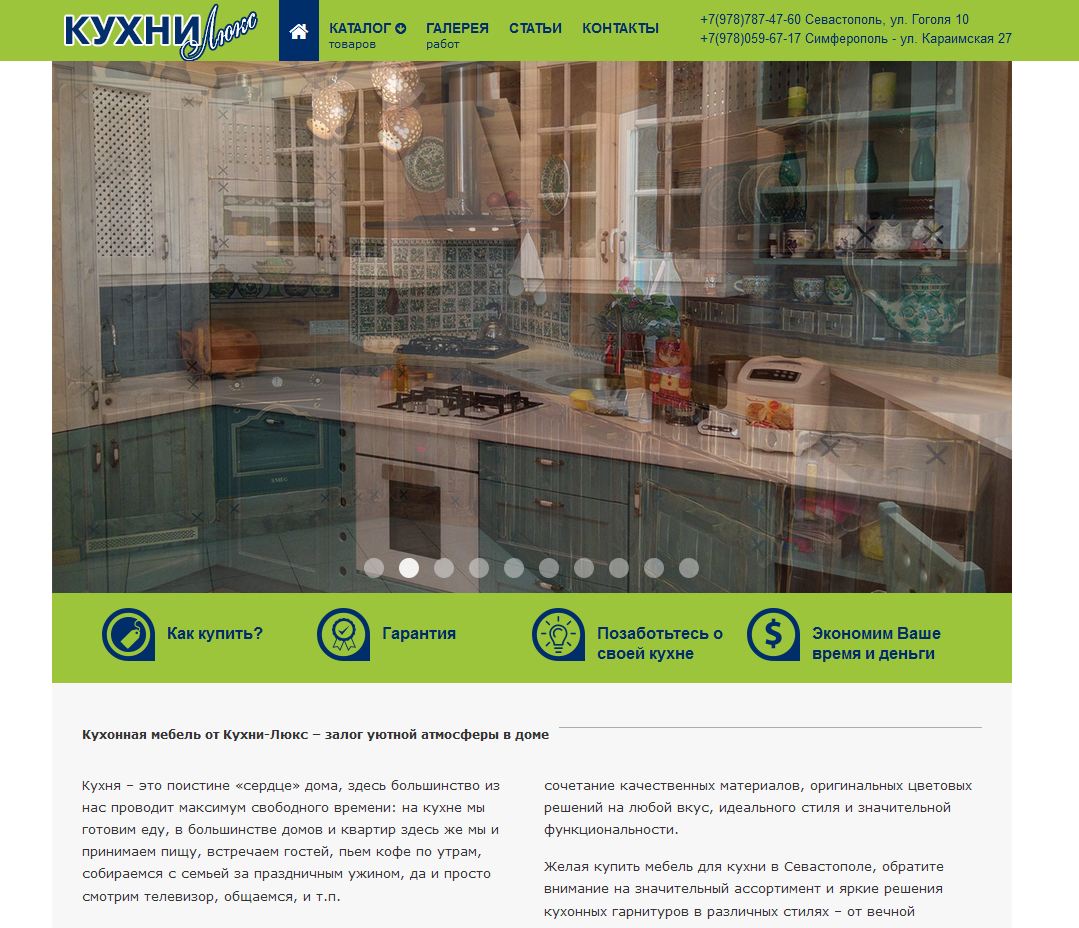 КУХНИ Люкс
КАТАЛОГ
товаров
ГАЛЕРЕЯ
работ
СТАТЬИ
КОНТАКТЫ
+7(978)787-47-60 Севастополь, ул. Гоголя 10
+7(978)059-67-17 Симферополь - ул. Караимская 27
SMEG
Как купить?
Гарантия
Позаботьтесь о
своей кухне
$
Экономим Ваше
время и деньги
Кухонная мебель от Кухни-Люкс – залог уютной атмосферы в доме
Кухня – это поистине «сердце» дома, здесь большинство из
нас проводит максимум свободного времени: на кухне мы
готовим еду, в большинстве домов и квартир здесь же мы и
принимаем пищу, встречаем гостей, пьем кофе по утрам,
собираемся с семьей за праздничным ужином, да и просто
смотрим телевизор, общаемся, и т.п.
сочетание качественных материалов, оригинальных цветовых
решений на любой вкус, идеального стиля и значительной
функциональности.
Желая купить мебель для кухни в Севастополе, обратите
внимание на значительный ассортимент и яркие решения
кухонных гарнитуров в различных стилях – от вечной